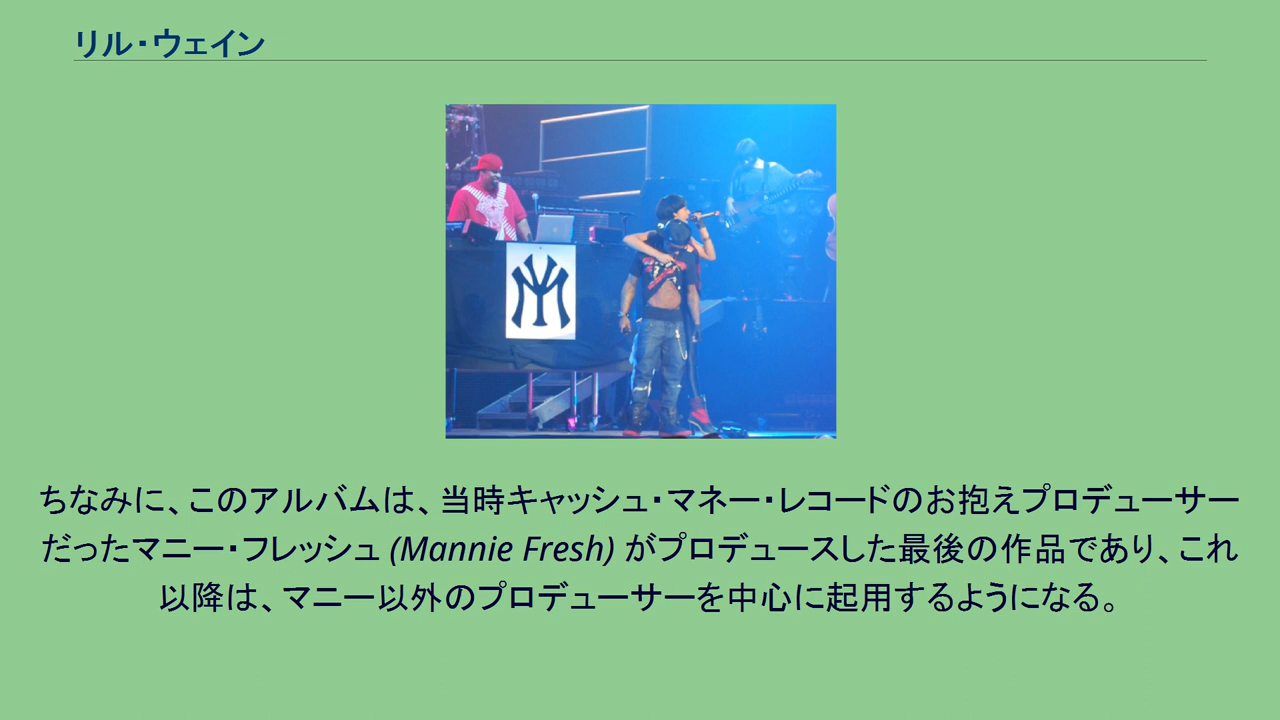 リル・ウェイン
ちなみに、このアルバムは、当時キャッシュ・マネー・レコードのお抱えプロデューサー
だったマニー・フレッシュ (Mannie Fresh) がプロデュースした最後の作品であり、これ
以降は、マニー以外のプロデューサーを中心に起用するようになる。